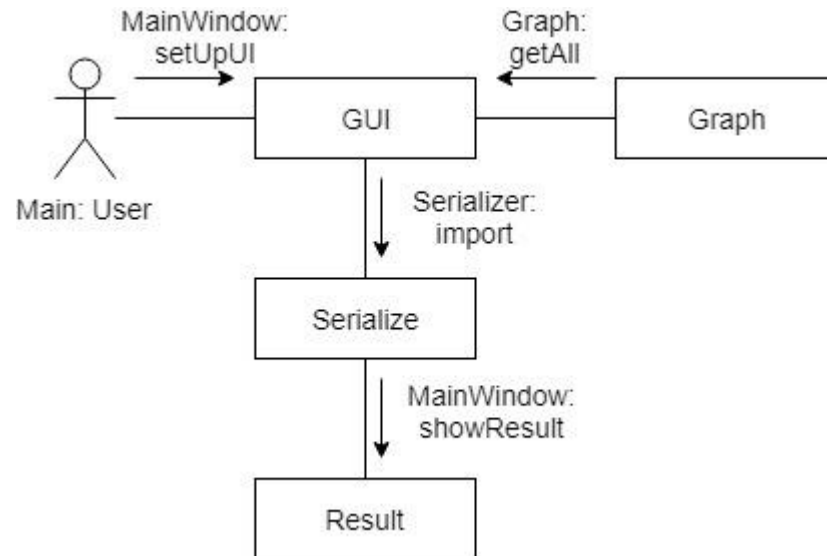 MainWindow:
setUpUI
Graph:
getAll
GUI
Graph
Main: User
Serializer:
import
Serialize
MainWindow:
showResult
Result